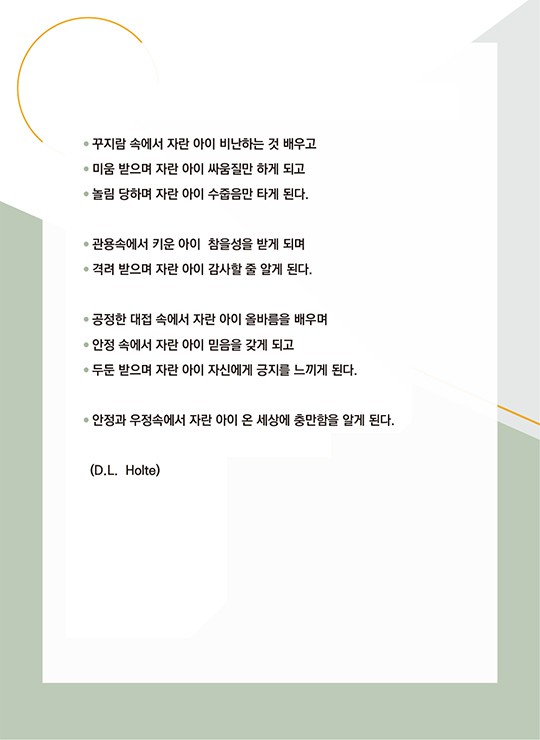 • 꾸지람 속에서 자란 아이 비난하는 것 배우고
• 미움 받으며 자란 아이 싸움질만 하게 되고
• 놀림 당하며 자란 아이 수줍음만 타게 된다.
• 관용속에서 키운 아이  참을성을 받게 되며
• 격려 받으며 자란 아이 감사할 줄 알게 된다.
• 공정한 대접 속에서 자란 아이 올바름을 배우며
• 안정 속에서 자란 아이 믿음을 갖게 되고
• 두둔 받으며 자란 아이 자신에게 긍지를 느끼게 된다.
• 안정과 우정속에서 자란 아이 온 세상에 충만함을 알게 된다.
(D.L.  Holte)